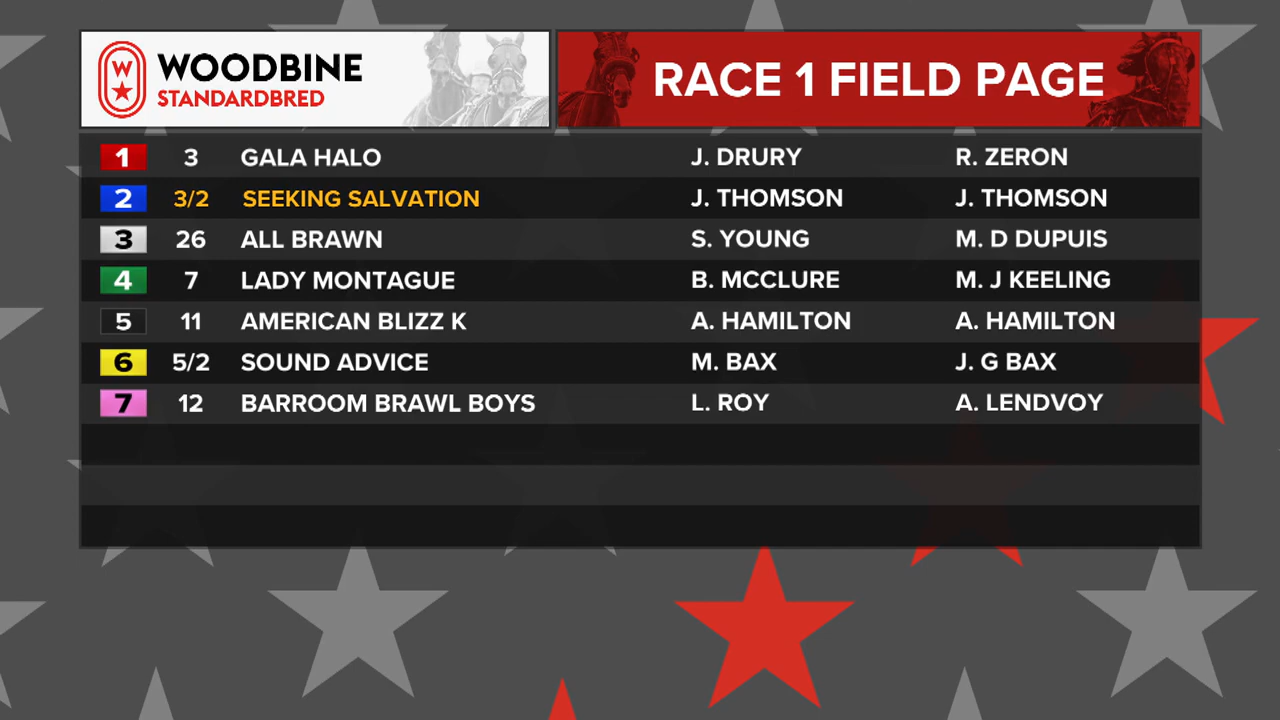 W
WOODBINE
STANDARDBRED
RACE 1 FIELD PAGE
1 3 GALA HALO J. DRURY R. ZERON
2 3/2 SEEKING SALVATION J. THOMSON J. THOMSON
3 26 ALL BRAWN S. YOUNG M. D DUPUIS
4 7 LADY MONTAGUE B. MCCLURE M. J KEELING
5 11 AMERICAN BLIZZ K A. HAMILTON A. HAMILTON
6 5/2 SOUND ADVICE M. BAX J. G BAX
7 12 BARROOM BRAWL BOYS L. ROY A. LENDVOY